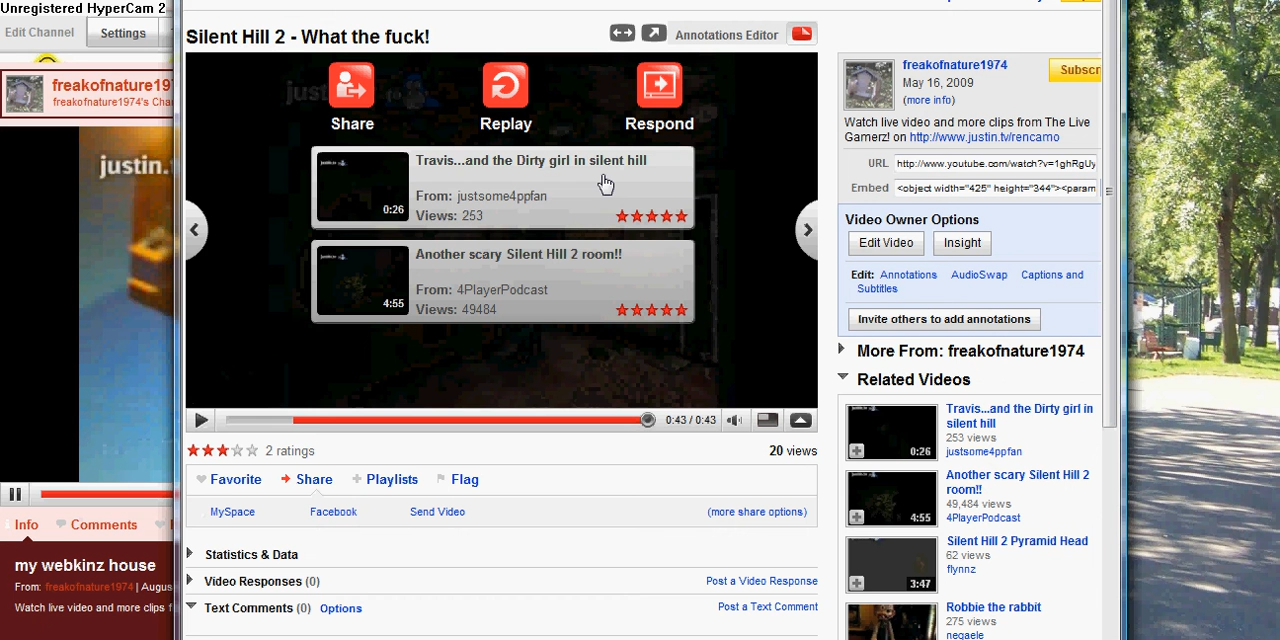 Unregistered HyperCam 2
Edit Channel
Settings
freakofnature19
freakofnature1974's Cha
justin.
Info
Comments
my webkinz house
From: freakofnature1974 | Augus
Watch live video and more clips f
Silent Hill 2 - What the fuck!
Annotations Editor
just
Share
Replay
Respond
Travis...and the Dirty girl in silent hill
From: justsome4ppfan
Views: 253
0:26
Another scary Silent Hill 2 room!!
From: 4PlayerPodcast
Views: 49484
4:55
0:43 / 0:43
2 ratings
20 views
Favorite
Share
Playlists
Flag
MySpace
Facebook
Send Video
(more share options)
Statistics & Data
Video Responses (0)
Post a Video Response
Text Comments (0)
Options
Post a Text Comment
freakofnature1974
May 16, 2009
(more info)
Subscr
Watch live video and more clips from The Live
Gamerz! on http://www.justin.tv/rencamo
URL
http://www.youtube.com/watch?v=1ghRgUy
Embed
<object width="425" height="344"><param
Video Owner Options
Edit Video
Insight
Edit:
Annotations
AudioSwap
Captions and
Subtitles
Invite others to add annotations
More From: freakofnature1974
Related Videos
Travis...and the Dirty girl in
silent hill
253 views
justsome4ppfan
0:26
Another scary Silent Hill 2
room!!
49,484 views
4PlayerPodcast
4:55
Silent Hill 2 Pyramid Head
62 views
flynnz
3:47
Robbie the rabbit
275 views